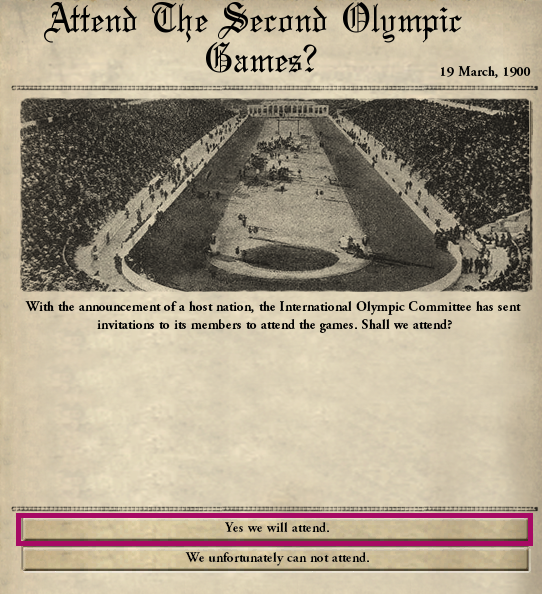 Attend The Second Olympic
Games?
19 March, 1900
With the announcement of a host nation, the International Olympic Committee has sent
invitations to its members to attend the games. Shall we attend?
Yes we will attend.
We unfortunately can not attend.